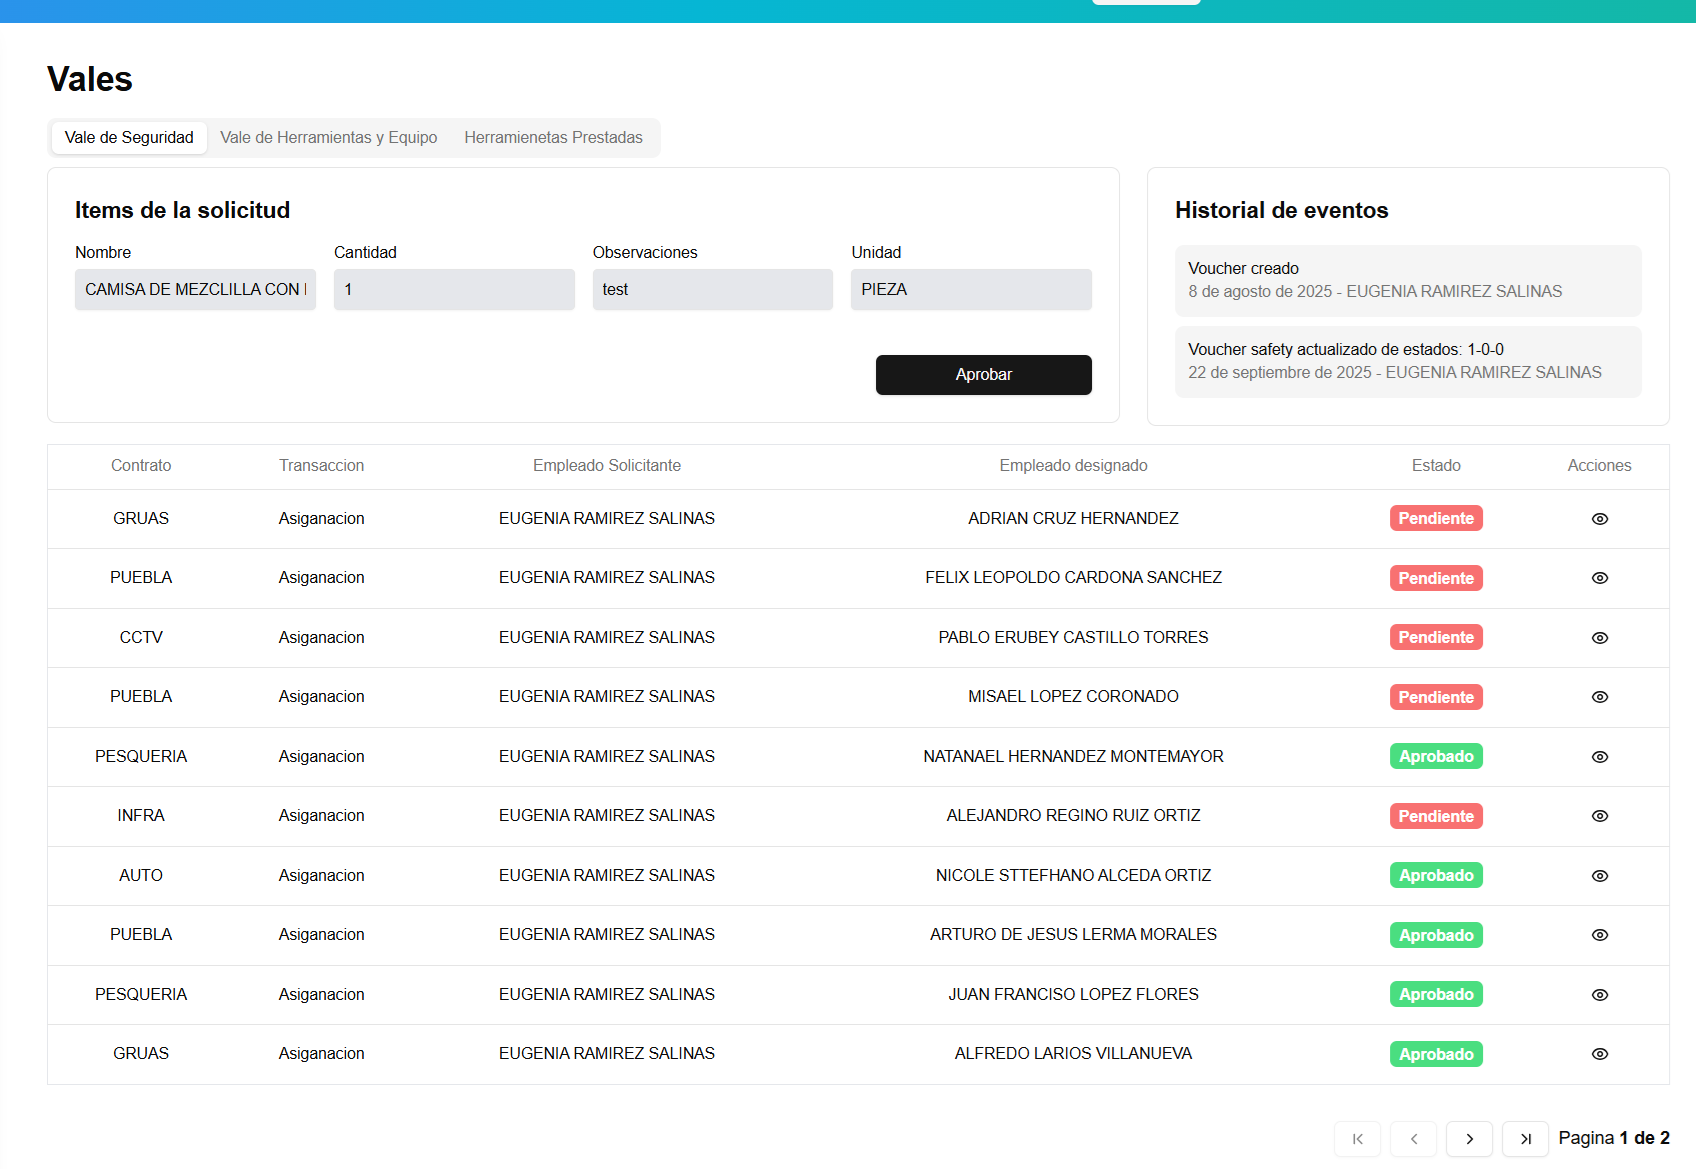 Vales
Vale de Seguridad Vale de Herramientas y Equipo Herramienetas Prestadas
Items de la solicitud
Nombre Cantidad Observaciones Unidad
CAMISA DE MEZCLILLA CON 1 test PIEZA
Aprobar
Historial de eventos
Voucher creado
8 de agosto de 2025 - EUGENIA RAMIREZ SALINAS
Voucher safety actualizado de estados: 1-0-0
22 de septiembre de 2025 - EUGENIA RAMIREZ SALINAS
Contrato Transaccion Empleado Solicitante Empleado designado Estado Acciones
GRUAS Asiganacion EUGENIA RAMIREZ SALINAS ADRIAN CRUZ HERNANDEZ Pendiente
PUEBLA Asiganacion EUGENIA RAMIREZ SALINAS FELIX LEOPOLDO CARDONA SANCHEZ Pendiente
CCTV Asiganacion EUGENIA RAMIREZ SALINAS PABLO ERUBEY CASTILLO TORRES Pendiente
PUEBLA Asiganacion EUGENIA RAMIREZ SALINAS MISAEL LOPEZ CORONADO Pendiente
PESQUERIA Asiganacion EUGENIA RAMIREZ SALINAS NATANAEL HERNANDEZ MONTEMAYOR Aprobado
INFRA Asiganacion EUGENIA RAMIREZ SALINAS ALEJANDRO REGINO RUIZ ORTIZ Pendiente
AUTO Asiganacion EUGENIA RAMIREZ SALINAS NICOLE STTEFHANO ALCEDA ORTIZ Aprobado
PUEBLA Asiganacion EUGENIA RAMIREZ SALINAS ARTURO DE JESUS LERMA MORALES Aprobado
PESQUERIA Asiganacion EUGENIA RAMIREZ SALINAS JUAN FRANCISO LOPEZ FLORES Aprobado
GRUAS Asiganacion EUGENIA RAMIREZ SALINAS ALFREDO LARIOS VILLANUEVA Aprobado
Pagina 1 de 2